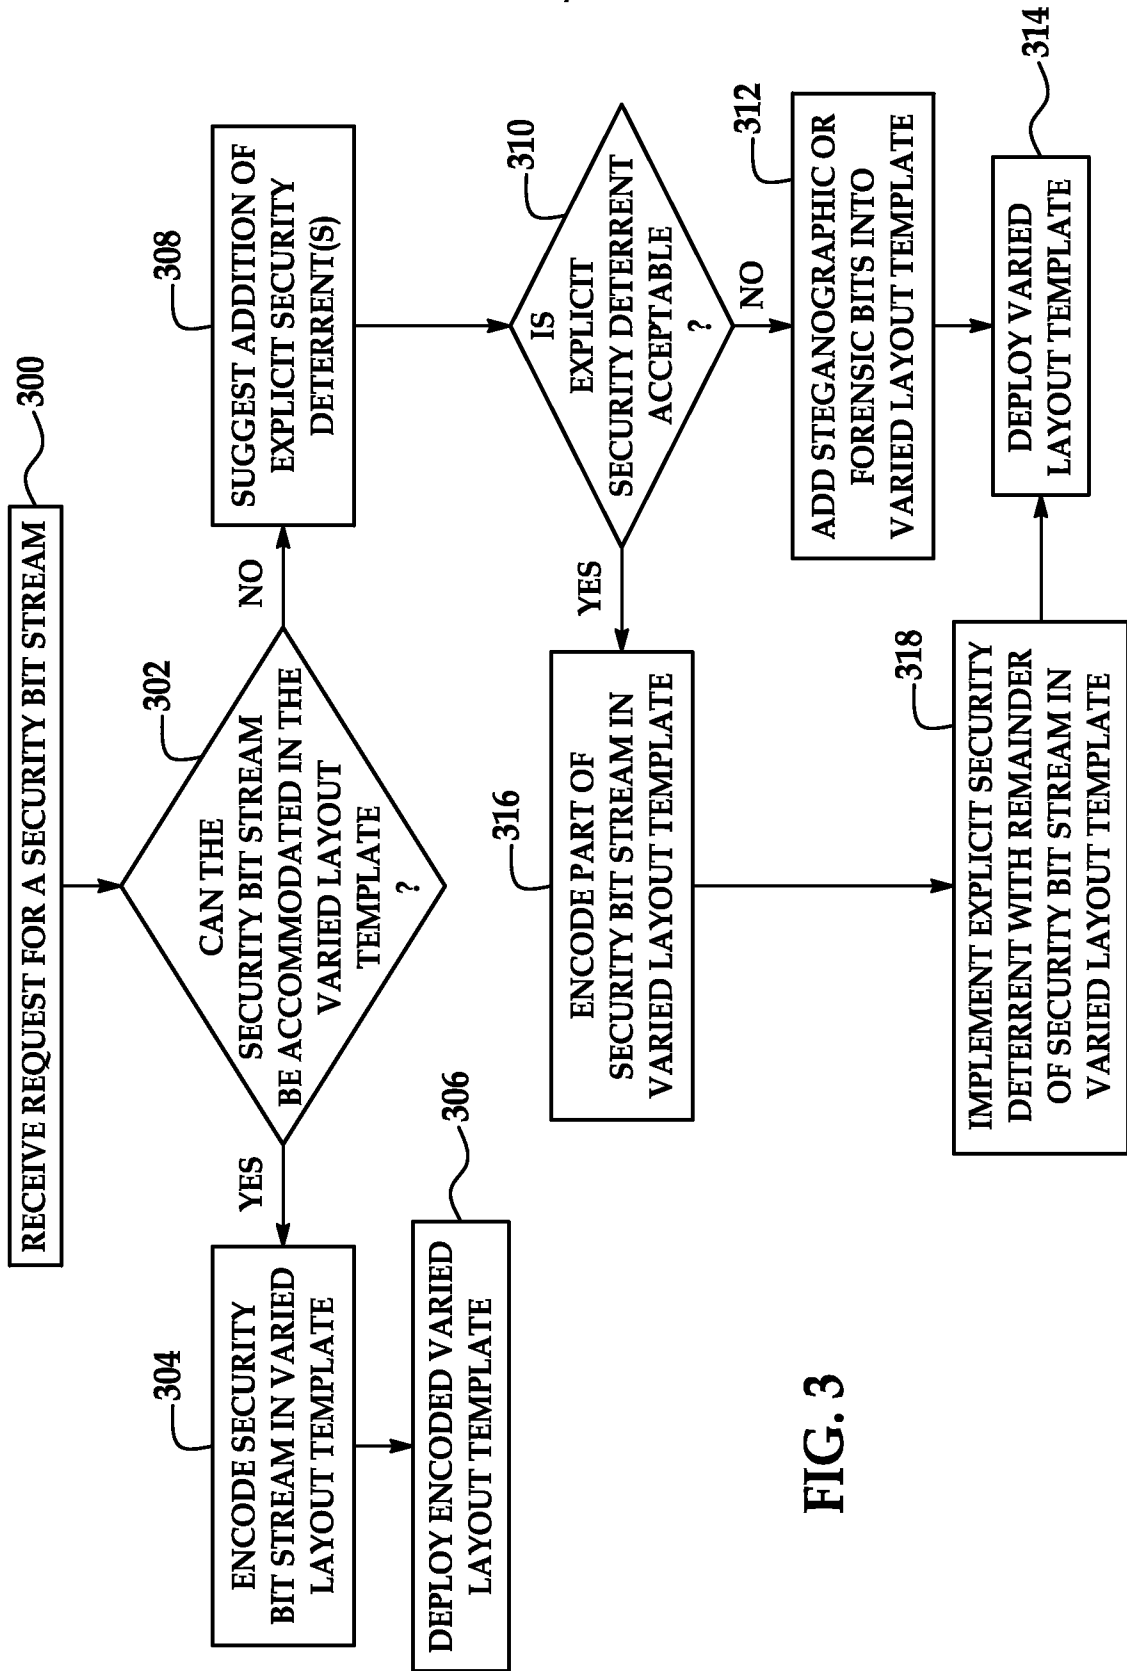 RECEIVE REQUEST FOR A SECURITY BIT STREAM
300
CAN THE
SECURITY BIT STREAM
BE ACCOMMODATED IN THE
VARIED LAYOUT
TEMPLATE
?
302
YES
NO
304
ENCODE SECURITY
BIT STREAM IN VARIED
LAYOUT TEMPLATE
DEPLOY ENCODED VARIED
LAYOUT TEMPLATE
306
308
SUGGEST ADDITION OF
EXPLICIT SECURITY
DETERRENT(S)
IS
EXPLICIT
SECURITY DETERRENT
ACCEPTABLE
?
310
YES
NO
316
ENCODE PART OF
SECURITY BIT STREAM IN
VARIED LAYOUT TEMPLATE
312
ADD STEGANOGRAPHIC OR
FORENSIC BITS INTO
VARIED LAYOUT TEMPLATE
318
IMPLEMENT EXPLICIT SECURITY
DETERRENT WITH REMAINDER
OF SECURITY BIT STREAM IN
VARIED LAYOUT TEMPLATE
DEPLOY VARIED
LAYOUT TEMPLATE
314
FIG. 3